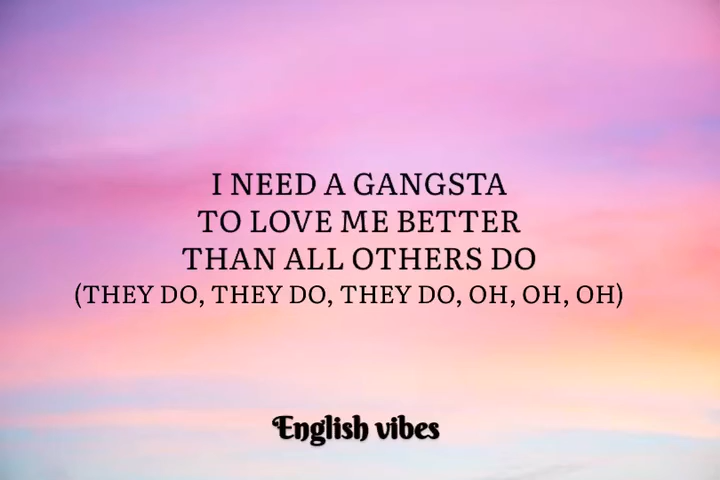 I NEED A GANGSTA
TO LOVE ME BETTER
THAN ALL OTHERS DO
(THEY DO, THEY DO, THEY DO, OH, OH, OH)
English vibes